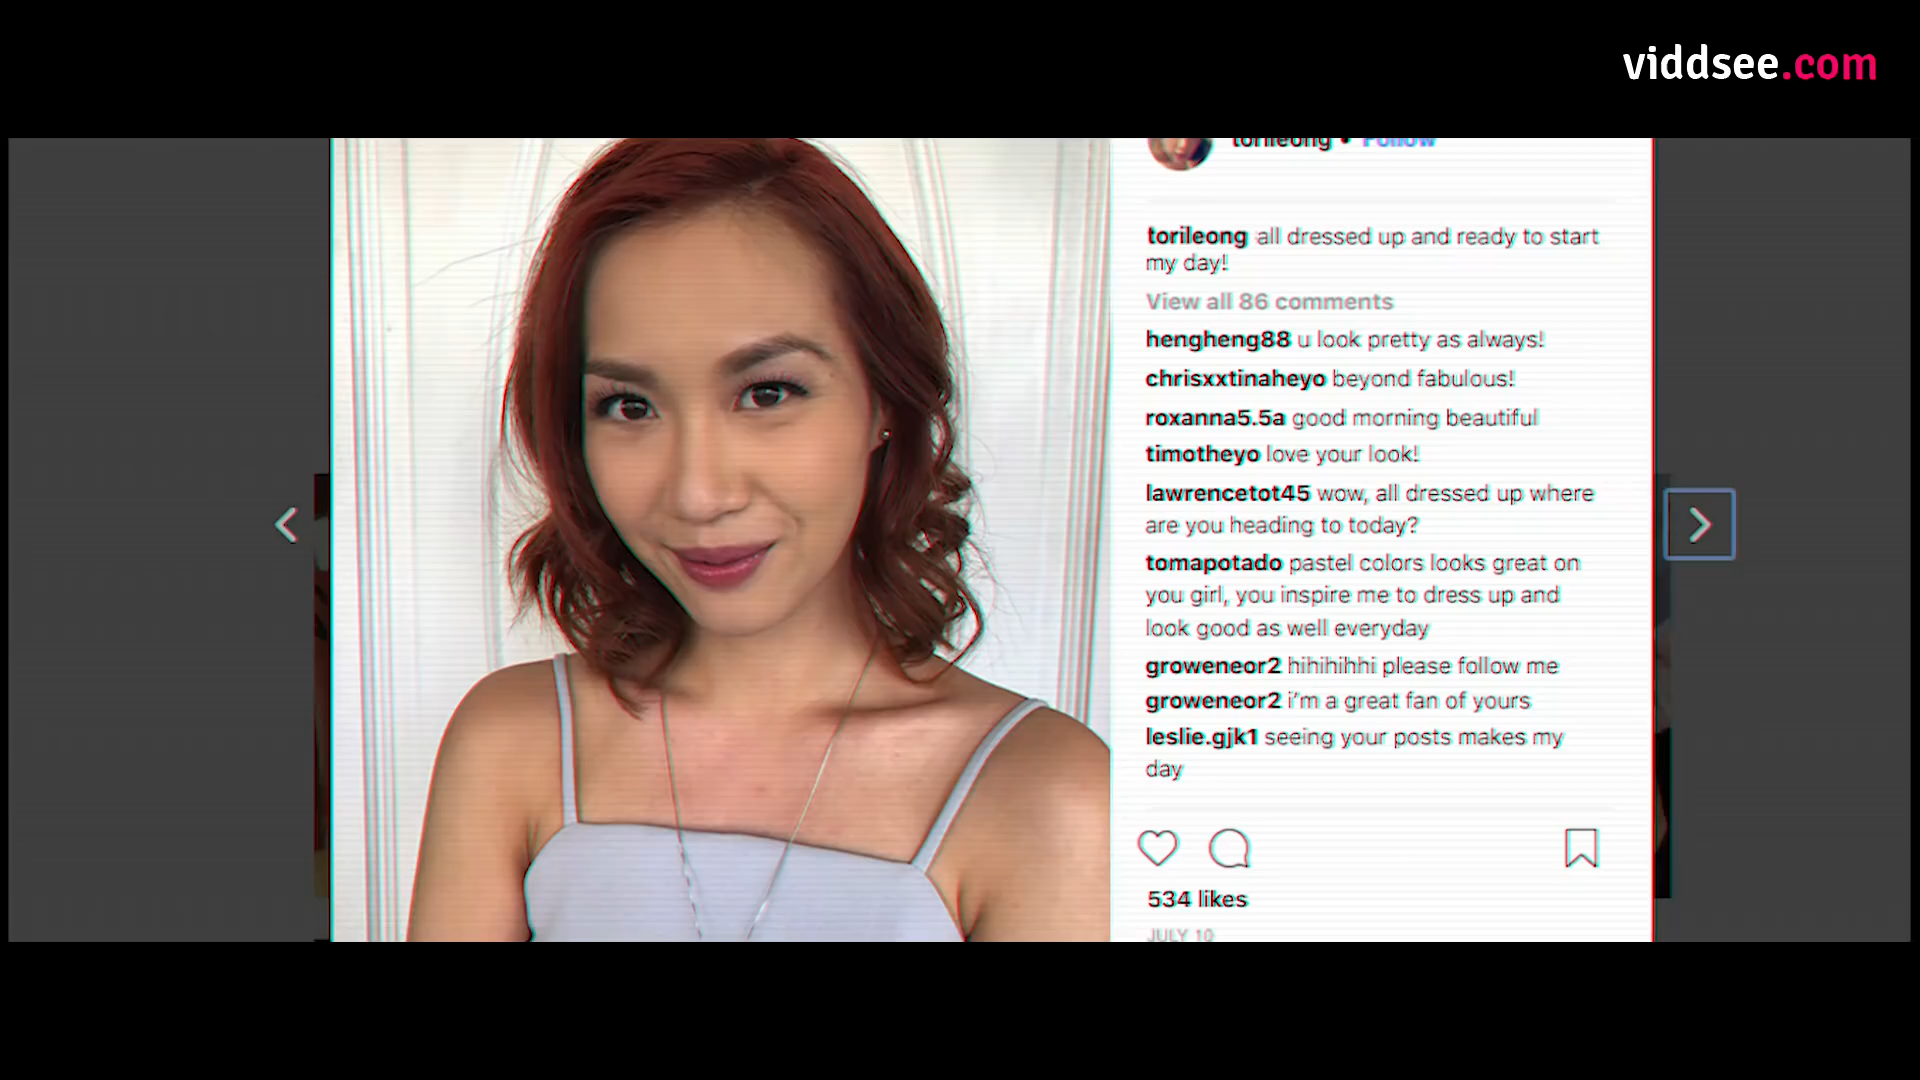 viddsee.com
torileong • Follow
torileong all dressed up and ready to start
my day!
View all 86 comments
hengheng88 u look pretty as always!
chrisxxtinaheyo beyond fabulous!
roxanna5.5a good morning beautiful
timotheyo love your look!
lawrencetot45 wow, all dressed up where
are you heading to today?
tomapotado pastel colors looks great on
you girl, you inspire me to dress up and
look good as well everyday
groweneor2 hihihihhi please follow me
groweneor2 i'm a great fan of yours
leslie.gjk1 seeing your posts makes my
day
534 likes
JULY 10